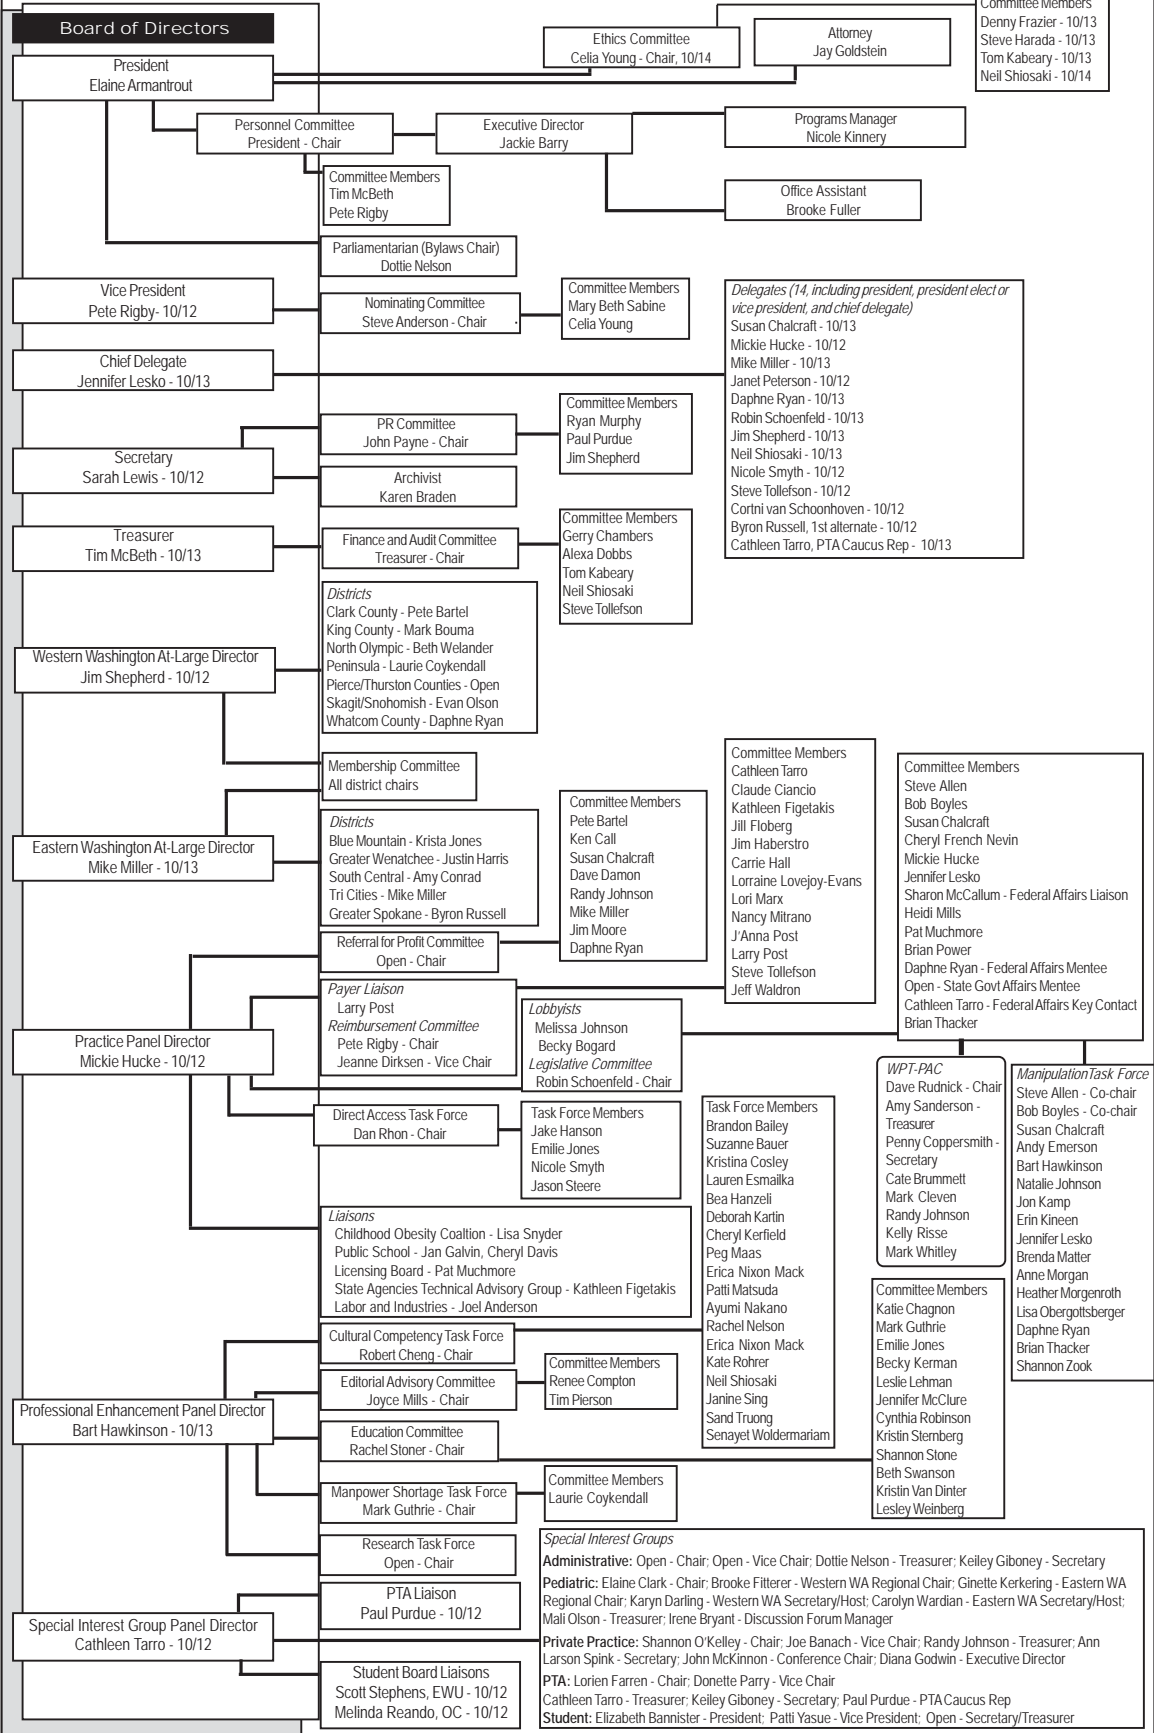 Board of Directors
President
Elaine Armantrout
Ethics Committee
Celia Young - Chair, 10/14
Attorney
Jay Goldstein
Committee Members
Denny Frazier - 10/13
Steve Harada - 10/13
Tom Kabeary - 10/13
Neil Shiosaki - 10/14
Personnel Committee
President - Chair
Executive Director
Jackie Barry
Programs Manager
Nicole Kinnery
Committee Members
Tim McBeth
Pete Rigby
Office Assistant
Brooke Fuller
Parliamentarian (Bylaws Chair)
Dottie Nelson
Vice President
Pete Rigby- 10/12
Nominating Committee
Steve Anderson - Chair
Committee Members
Mary Beth Sabine
Celia Young
Chief Delegate
Jennifer Lesko - 10/13
Delegates (14, including president, president elect or
vice president, and chief delegate)
Susan Chalcraft - 10/13
Mickie Hucke - 10/12
Mike Miller - 10/13
Janet Peterson - 10/12
Daphne Ryan - 10/13
Robin Schoenfeld - 10/13
Jim Shepherd - 10/13
Neil Shiosaki - 10/13
Nicole Smyth - 10/12
Steve Tollefson - 10/12
Cortni van Schoonhoven - 10/12
Byron Russell, 1st alternate - 10/12
Cathleen Tarro, PTA Caucus Rep - 10/13
Secretary
Sarah Lewis - 10/12
PR Committee
John Payne - Chair
Committee Members
Ryan Murphy
Paul Purdue
Jim Shepherd
Archivist
Karen Braden
Treasurer
Tim McBeth - 10/13
Finance and Audit Committee
Treasurer - Chair
Committee Members
Gerry Chambers
Alexa Dobbs
Tom Kabeary
Neil Shiosaki
Steve Tollefson
Western Washington At-Large Director
Jim Shepherd - 10/12
Districts
Clark County - Pete Bartel
King County - Mark Bouma
North Olympic - Beth Welander
Peninsula - Laurie Coykendall
Pierce/Thurston Counties - Open
Skagit/Snohomish - Evan Olson
Whatcom County - Daphne Ryan
Membership Committee
All district chairs
Eastern Washington At-Large Director
Mike Miller - 10/13
Districts
Blue Mountain - Krista Jones
Greater Wenatchee - Justin Harris
South Central - Amy Conrad
Tri Cities - Mike Miller
Greater Spokane - Byron Russell
Practice Panel Director
Mickie Hucke - 10/12
Referral for Profit Committee
Open - Chair
Committee Members
Pete Bartel
Ken Call
Susan Chalcraft
Dave Damon
Randy Johnson
Mike Miller
Jim Moore
Daphne Ryan
Payer Liaison
Larry Post
Reimbursement Committee
Pete Rigby - Chair
Jeanne Dirksen - Vice Chair
Committee Members
Cathleen Tarro
Claude Ciancio
Kathleen Figetakis
Jill Floberg
Jim Haberstro
Carrie Hall
Lorraine Lovejoy-Evans
Lori Marx
Nancy Mitrano
J'Anna Post
Larry Post
Steve Tollefson
Jeff Waldron
Lobbyists
Melissa Johnson
Becky Bogard
Legislative Committee
Robin Schoenfeld - Chair
Committee Members
Steve Allen
Bob Boyles
Susan Chalcraft
Cheryl French Nevin
Mickie Hucke
Jennifer Lesko
Sharon McCallum - Federal Affairs Liaison
Heidi Mills
Pat Muchmore
Brian Power
Daphne Ryan - Federal Affairs Mentee
Open - State Govt Affairs Mentee
Cathleen Tarro - Federal Affairs Key Contact
Brian Thacker
WPT-PAC
Dave Rudnick - Chair
Amy Sanderson -
Treasurer
Penny Coppersmith -
Secretary
Cate Brummett
Mark Cleven
Randy Johnson
Kelly Risse
Mark Whitley
Manipulation Task Force
Steve Allen - Co-chair
Bob Boyles - Co-chair
Susan Chalcraft
Andy Emerson
Bart Hawkinson
Natalie Johnson
Jon Kamp
Erin Kineen
Jennifer Lesko
Brenda Matter
Anne Morgan
Heather Morgenroth
Lisa Obergottsberger
Daphne Ryan
Brian Thacker
Shannon Zook
Direct Access Task Force
Dan Rhon - Chair
Task Force Members
Jake Hanson
Emilie Jones
Nicole Smyth
Jason Steere
Liaisons
Childhood Obesity Coaltion - Lisa Snyder
Public School - Jan Galvin, Cheryl Davis
Licensing Board - Pat Muchmore
State Agencies Technical Advisory Group - Kathleen Figetakis
Labor and Industries - Joel Anderson
Professional Enhancement Panel Director
Bart Hawkinson - 10/13
Cultural Competency Task Force
Robert Cheng - Chair
Task Force Members
Brandon Bailey
Suzanne Bauer
Kristina Cosley
Lauren Esmailka
Bea Hanzeli
Deborah Kartin
Cheryl Kerfield
Peg Maas
Erica Nixon Mack
Patti Matsuda
Ayumi Nakano
Rachel Nelson
Erica Nixon Mack
Kate Rohrer
Neil Shiosaki
Janine Sing
Sand Truong
Senayet Woldermariam
Editorial Advisory Committee
Joyce Mills - Chair
Committee Members
Renee Compton
Tim Pierson
Education Committee
Rachel Stoner - Chair
Committee Members
Katie Chagnon
Mark Guthrie
Emilie Jones
Becky Kerman
Leslie Lehman
Jennifer McClure
Cynthia Robinson
Kristin Sternberg
Shannon Stone
Beth Swanson
Kristin Van Dinter
Lesley Weinberg
Manpower Shortage Task Force
Mark Guthrie - Chair
Committee Members
Laurie Coykendall
Research Task Force
Open - Chair
Special Interest Group Panel Director
Cathleen Tarro - 10/12
PTA Liaison
Paul Purdue - 10/12
Student Board Liaisons
Scott Stephens, EWU - 10/12
Melinda Reando, OC - 10/12
Special Interest Groups
Administrative: Open - Chair; Open - Vice Chair; Dottie Nelson - Treasurer; Keiley Giboney - Secretary
Pediatric: Elaine Clark - Chair; Brooke Fitterer - Western WA Regional Chair; Ginette Kerkering - Eastern WA
Regional Chair; Karyn Darling - Western WA Secretary/Host; Carolyn Wardian - Eastern WA Secretary/Host;
Mali Olson - Treasurer; Irene Bryant - Discussion Forum Manager
Private Practice: Shannon O'Kelley - Chair; Joe Banach - Vice Chair; Randy Johnson - Treasurer; Ann
Larson Spink - Secretary; John McKinnon - Conference Chair; Diana Godwin - Executive Director
PTA: Lorien Farren - Chair; Donette Parry - Vice Chair
Cathleen Tarro - Treasurer; Keiley Giboney - Secretary; Paul Purdue - PTA Caucus Rep
Student: Elizabeth Bannister - President; Patti Yasue - Vice President; Open - Secretary/Treasurer